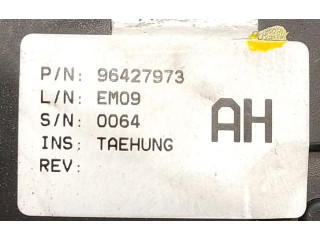 P/N: 96427973
L/N: EM09
S/N: 0064
INS: TAEHUNG
REV:
AH